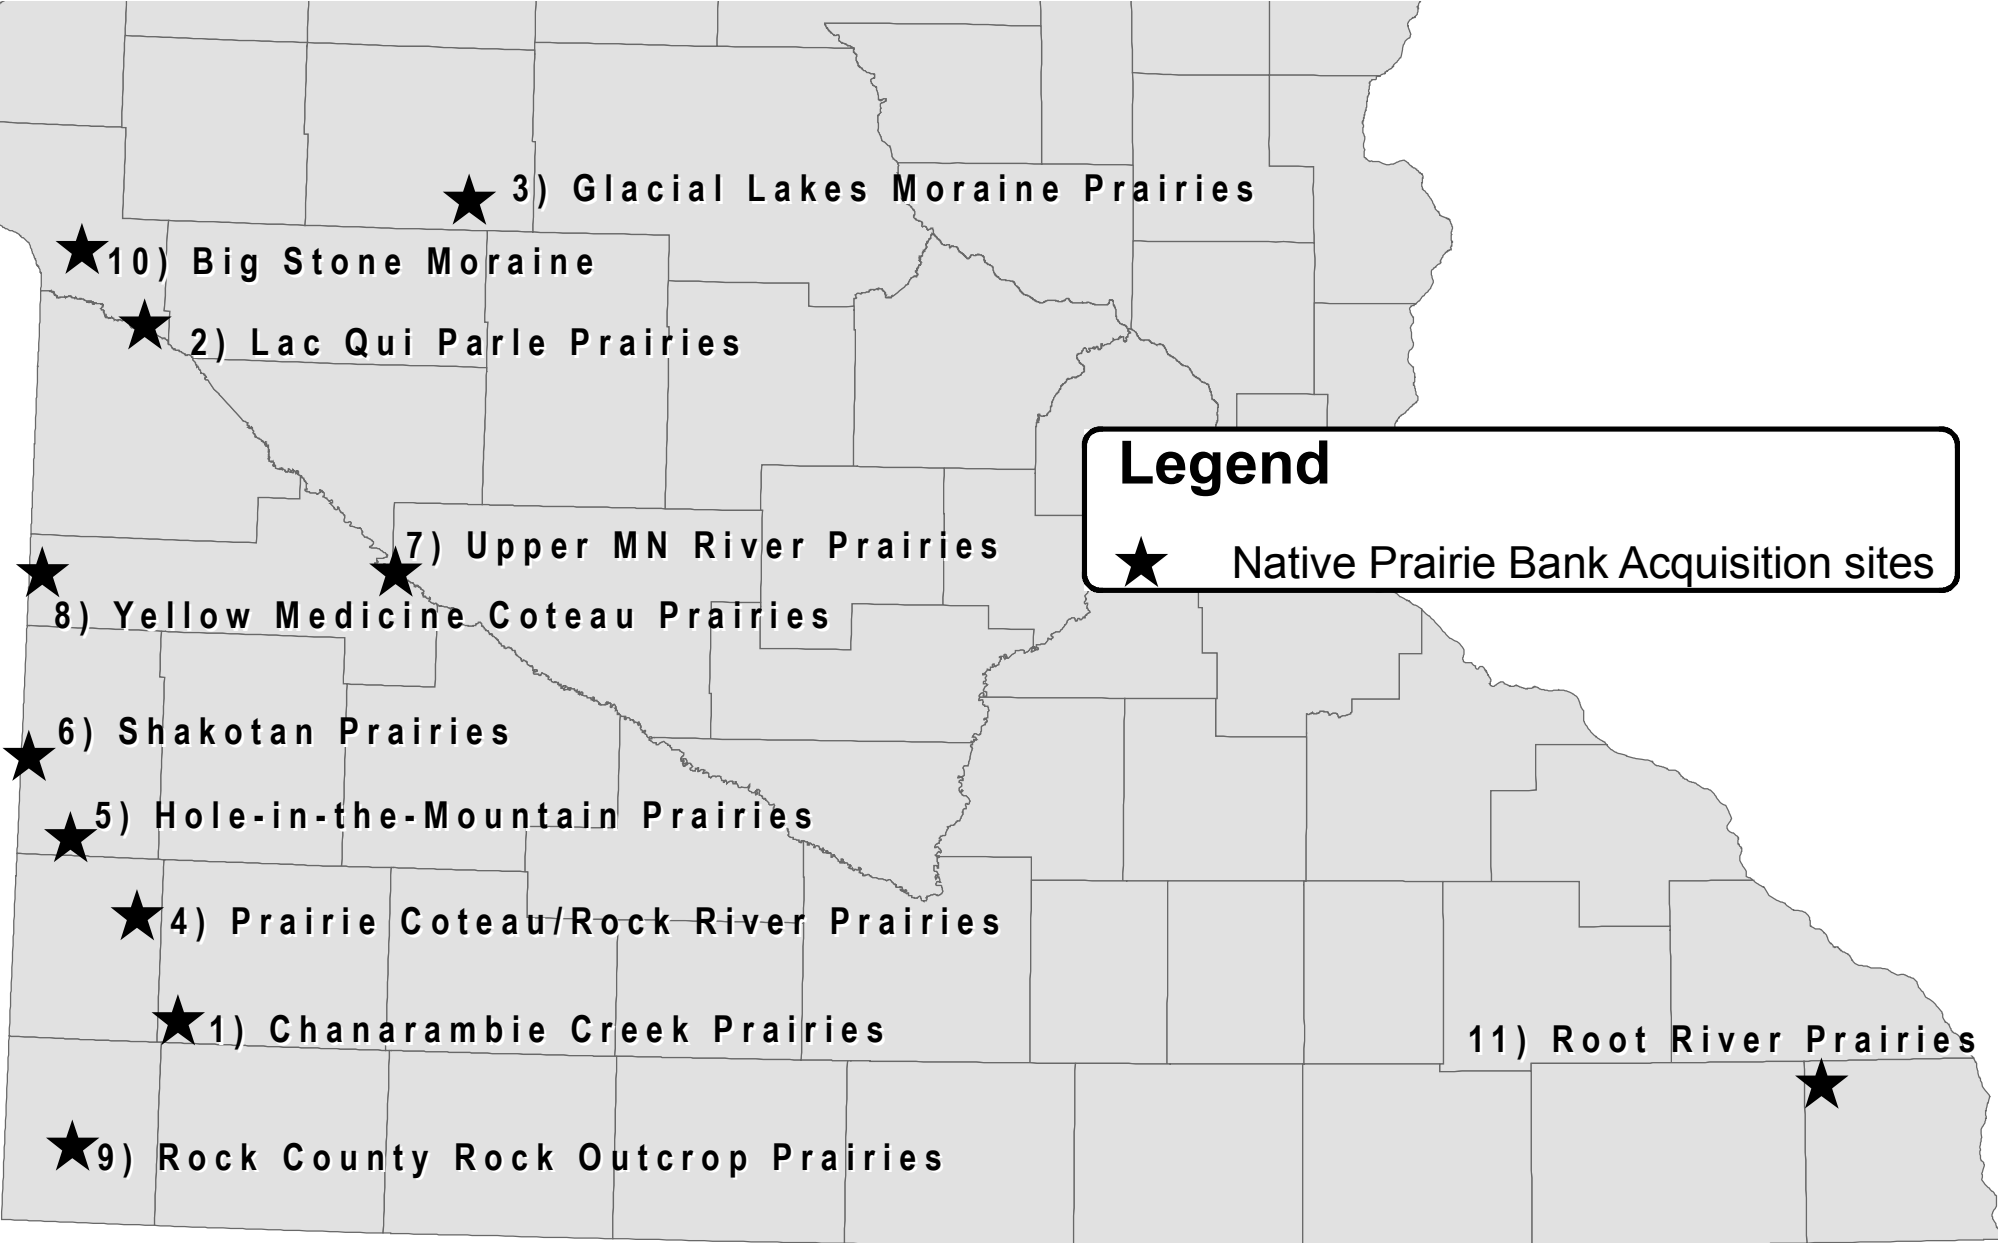 3) Glacial Lakes Moraine Prairies
10) Big Stone Moraine
2) Lac Qui Parle Prairies
Legend
7) Upper MN River Prairies
Native Prairie Bank Acquisition sites
8) Yellow Medicine Coteau Prairies
6) Shakotan Prairies
5) Hole-in-the-Mountain Prairies
4) Prairie Coteau/Rock River Prairies
1) Chanarambie Creek Prairies
11) Root River Prairies
9) Rock County Rock Outcrop Prairies